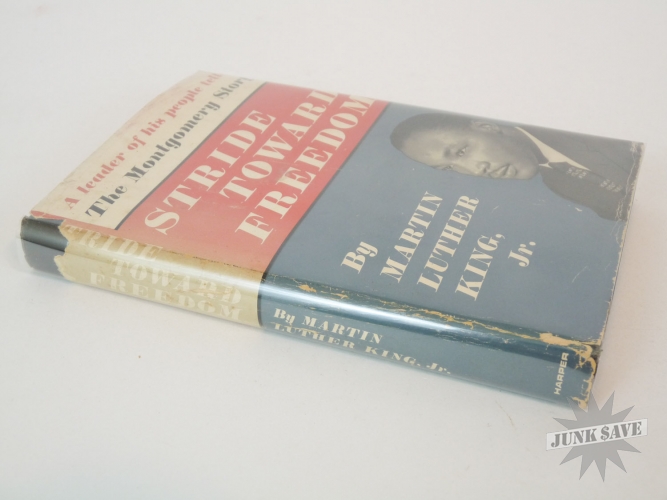 A leader of his people tells
The Montgomery Story
STRIDE
TOWARD
FREEDOM
By
MARTIN
LUTHER
KING,
Jr.
STRIDE
TOWARD
FREEDOM
By MARTIN
LUTHER KING, Jr.
HARPER
JUNK SAVE